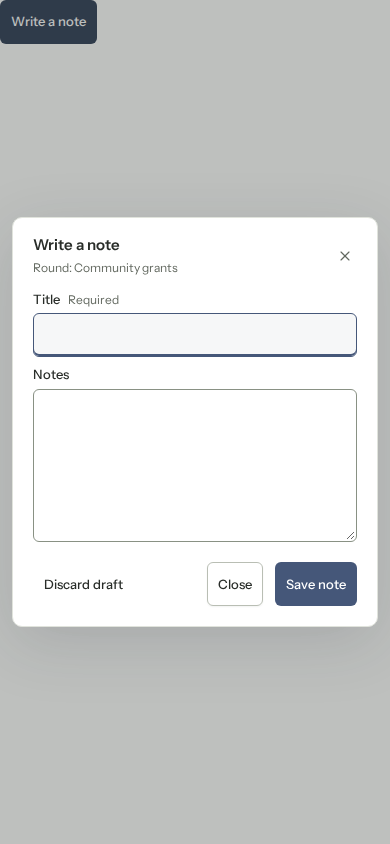 Write a note
Write a note
Round: Community grants
Title Required
Notes
Discard draft Close Save note